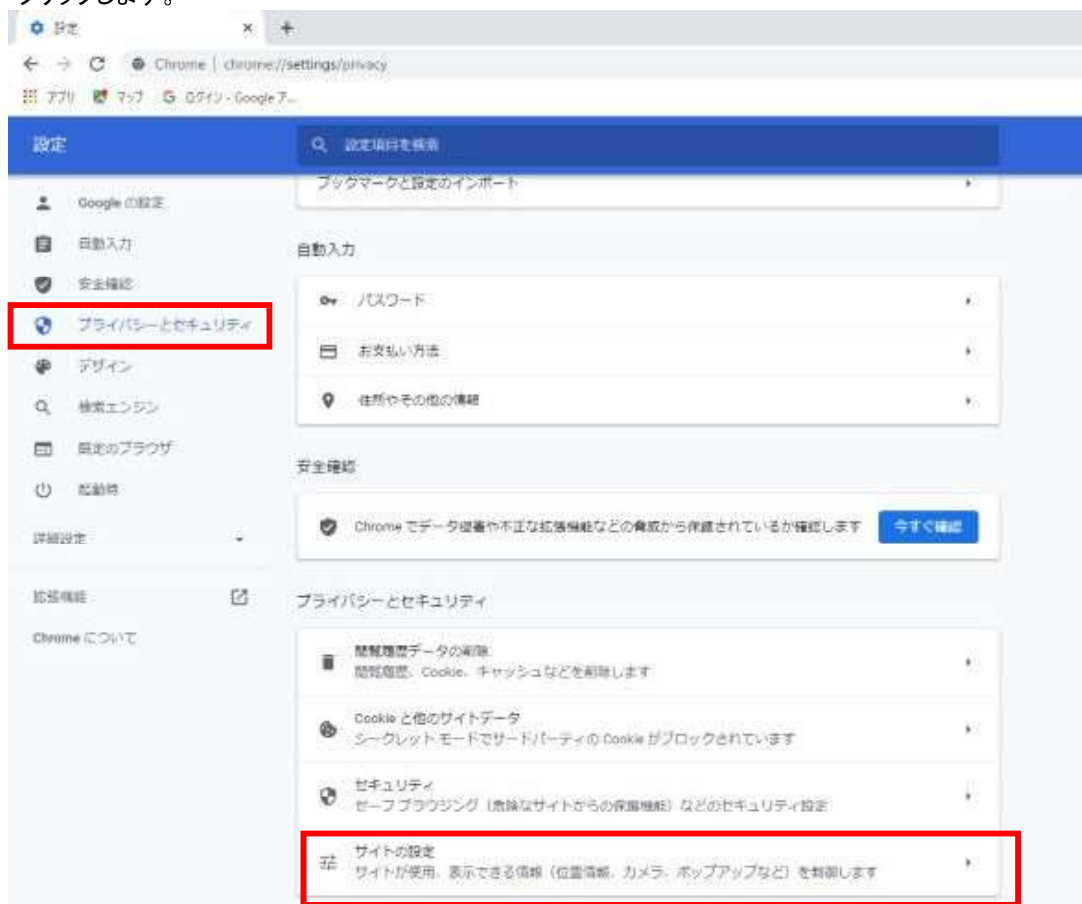 クリックします。
設定
Chrome | chrome://settings/privacy
アプリ マップ ログイン - Google ア...
設定
設定項目を検索
ブックマークと設定のインポート
Google の設定
自動入力
安全確認
プライバシーとセキュリティ
デザイン
検索エンジン
既定のブラウザ
起動時
詳細設定
拡張機能
Chrome について
自動入力
パスワード
お支払い方法
住所やその他の情報
安全確認
Chrome でデータ侵害や不正な拡張機能などの脅威から保護されているか確認します
今すぐ確認
プライバシーとセキュリティ
閲覧履歴データの削除
閲覧履歴、Cookie、キャッシュなどを削除します
Cookie と他のサイトデータ
シークレット モードでサードパーティの Cookie がブロックされています
セキュリティ
セーフ ブラウジング（危険なサイトからの保護機能）などのセキュリティ設定
サイトの設定
サイトが使用、表示できる情報（位置情報、カメラ、ポップアップなど）を制御します